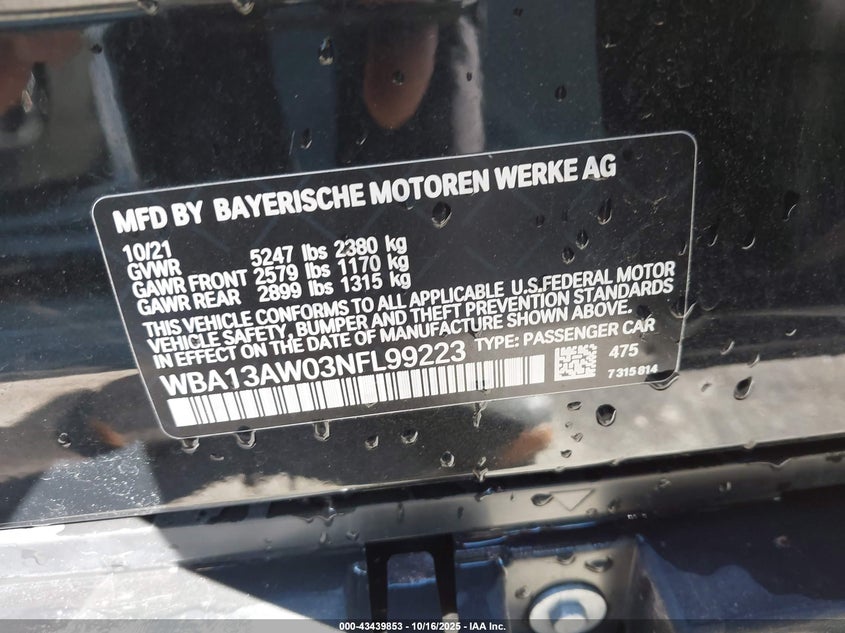 MFD BY BAYERISCHE MOTOREN WERKE AG
10/21
GVWR 5247 lbs 2380 kg
GAWR FRONT 2579 lbs 1170 kg
GAWR REAR 2899 lbs 1315 kg
THIS VEHICLE CONFORMS TO ALL APPLICABLE U.S.FEDERAL MOTOR
VEHICLE SAFETY, BUMPER AND THEFT PREVENTION STANDARDS
IN EFFECT ON THE DATE OF MANUFACTURE SHOWN ABOVE.
WBA13AW03NFL99223 TYPE: PASSENGER CAR
475
7 315 814
000-43439853 - 10/16/2025 - IAA Inc.